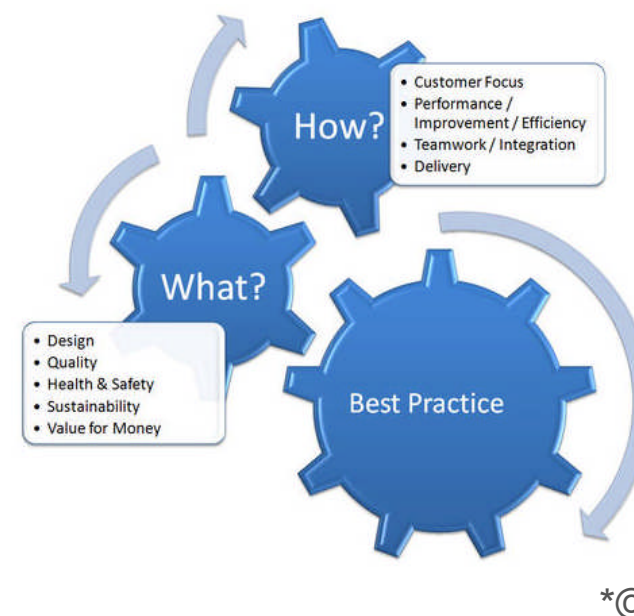 How?
• Customer Focus
• Performance /
Improvement / Efficiency
• Teamwork / Integration
• Delivery
What?
• Design
• Quality
• Health & Safety
• Sustainability
• Value for Money
Best Practice